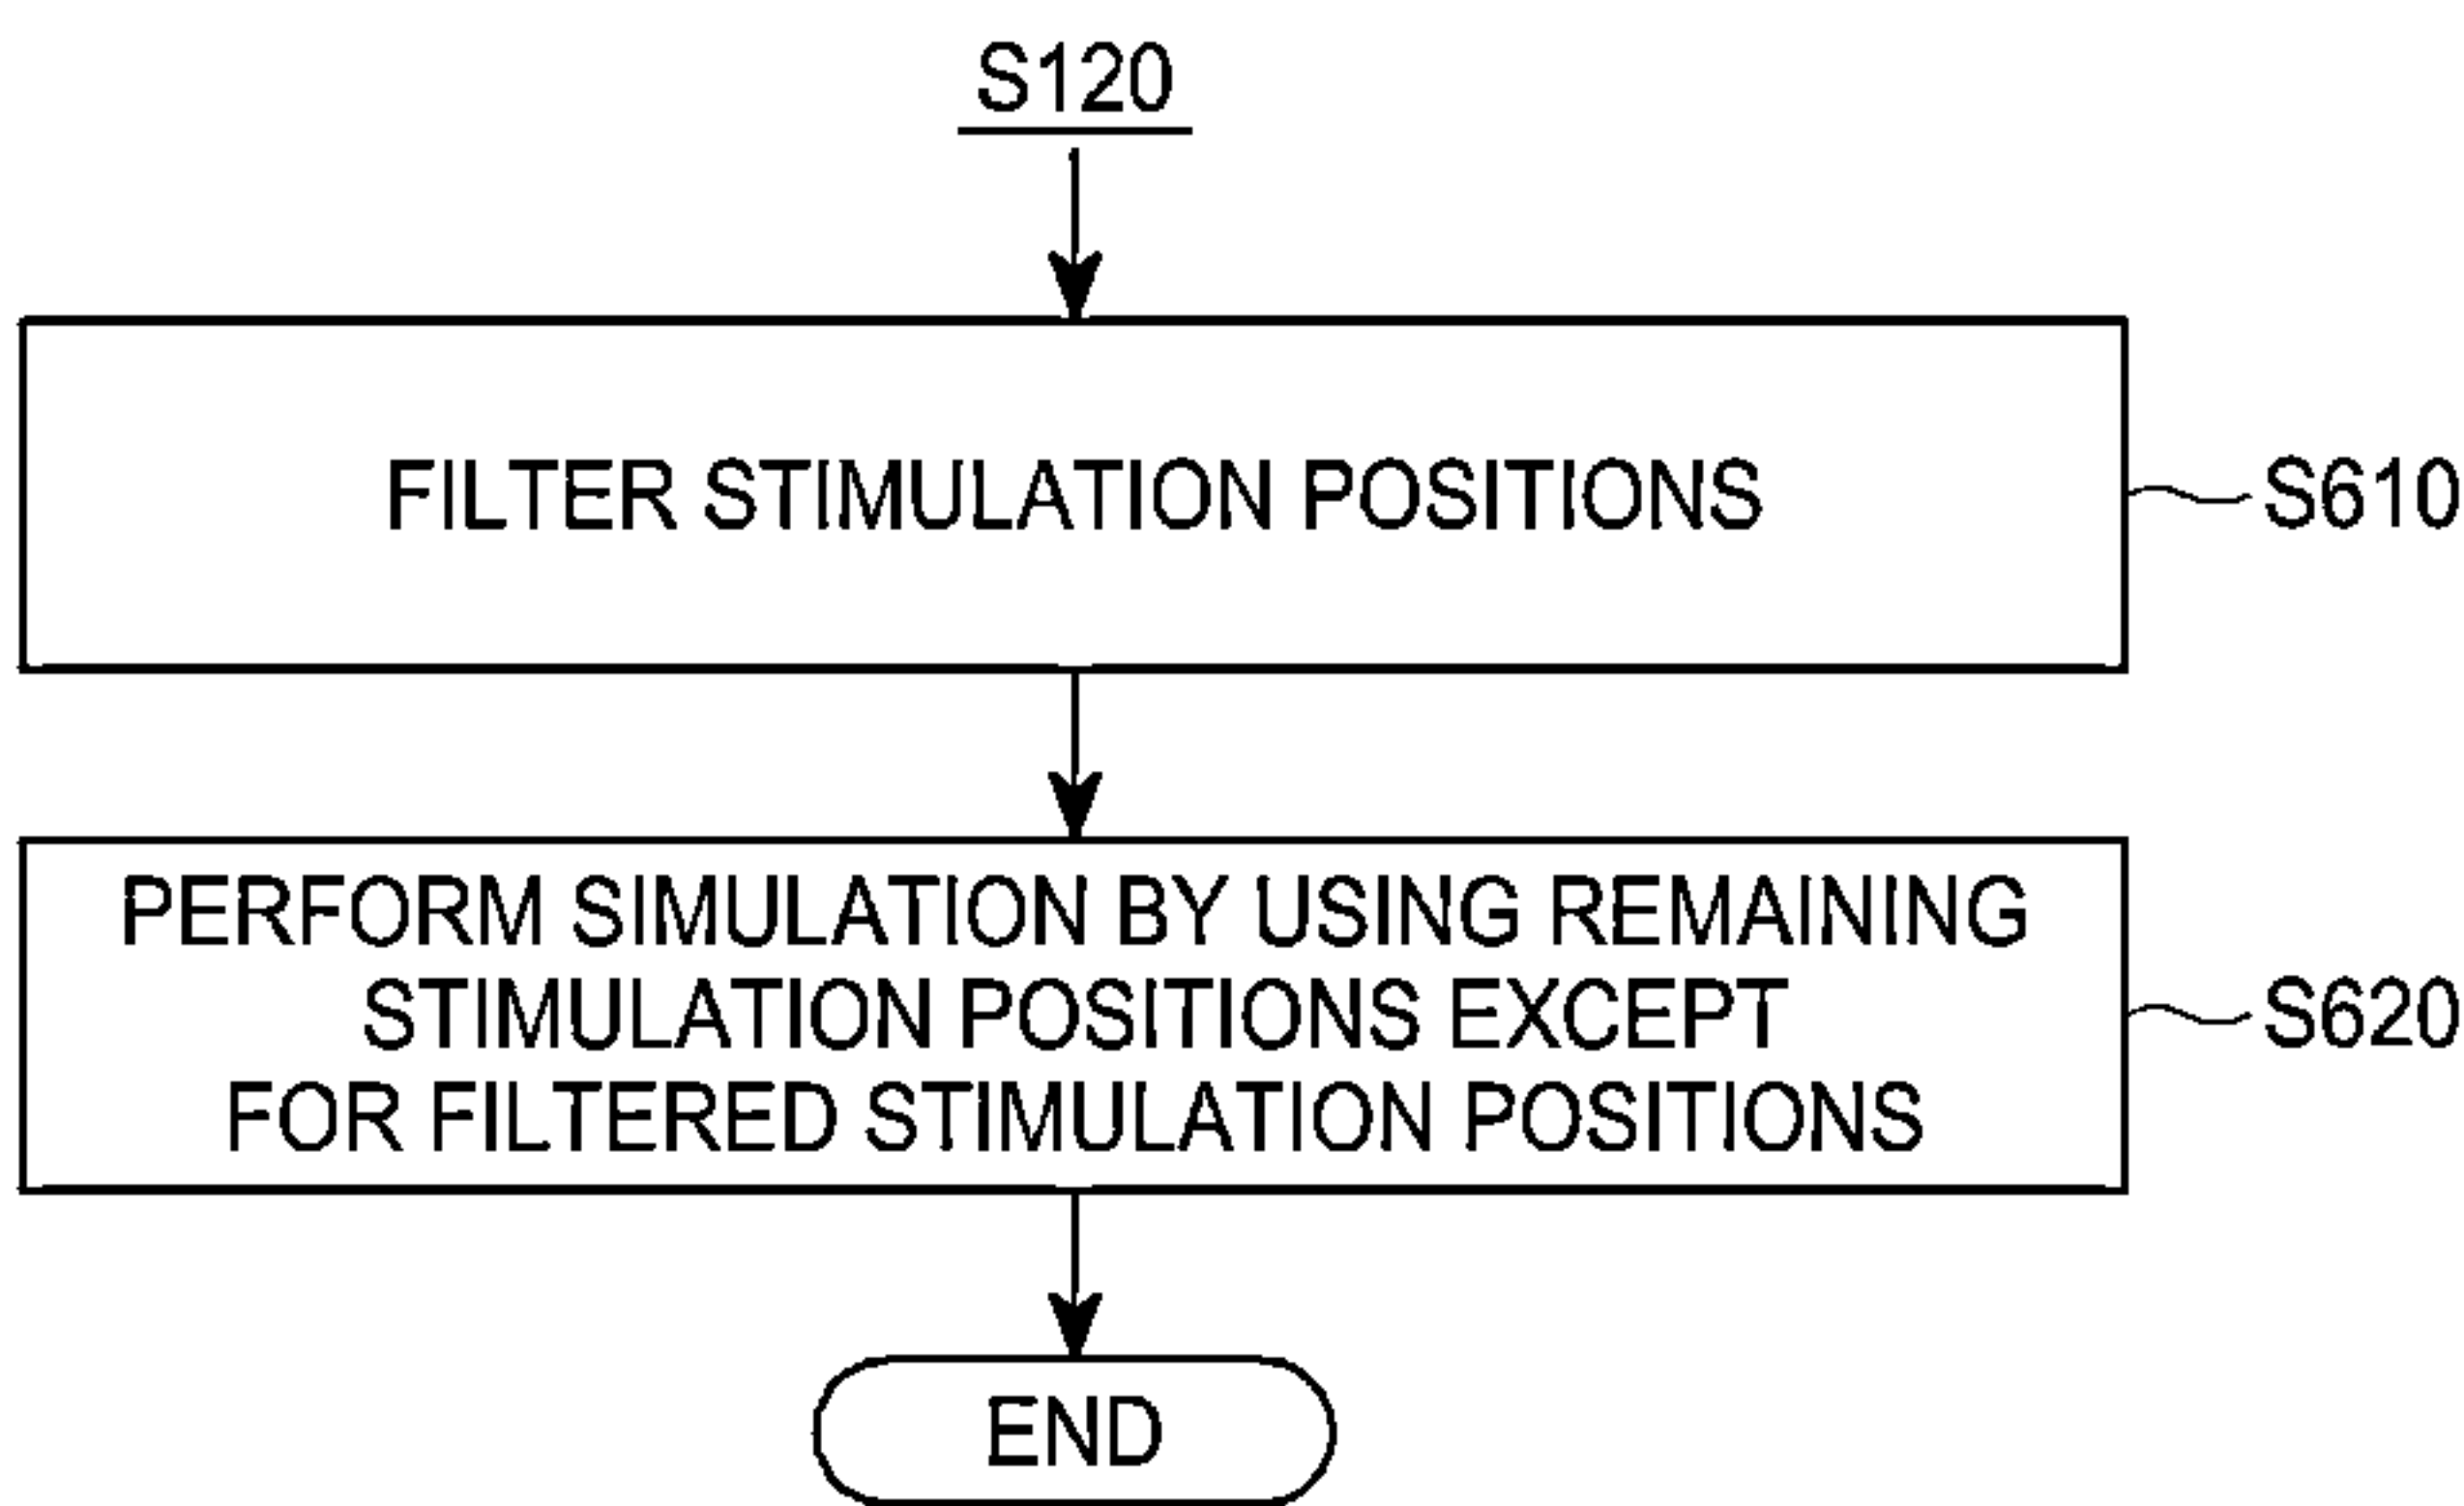 S120
FILTER STIMULATION POSITIONS
S610
PERFORM SIMULATION BY USING REMAINING
STIMULATION POSITIONS EXCEPT
FOR FILTERED STIMULATION POSITIONS
S620
END